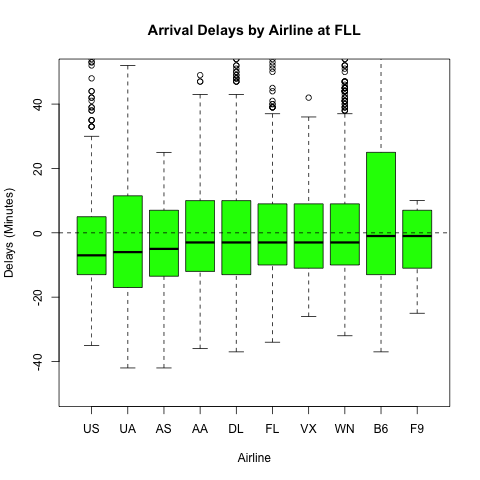 Arrival Delays by Airline at FLL
Delays (Minutes)
40
20
0
-20
-40
US UA AS AA DL FL VX WN B6 F9
Airline